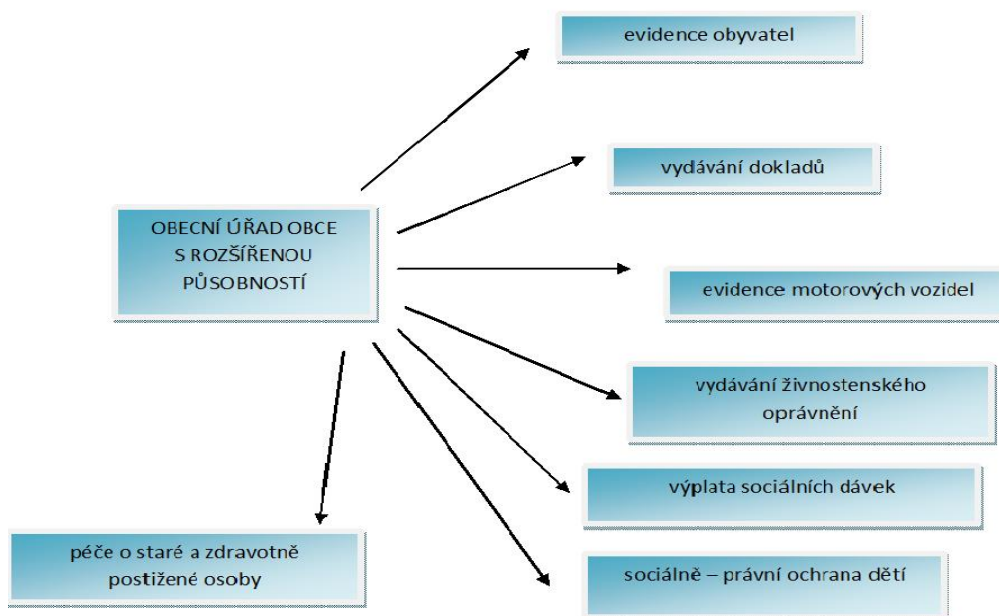 evidence obyvatel
vydávání dokladů
OBECNÍ ÚŘAD OBCE
S ROZŠÍŘENOU
PŮSOBNOSTÍ
evidence motorových vozidel
vydávání živnostenského
oprávnění
výplata sociálních dávek
péče o staré a zdravotně
postižené osoby
sociálně – právní ochrana dětí